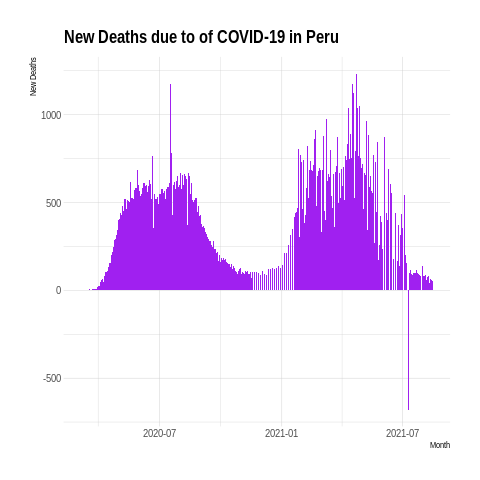 New Deaths due to of COVID-19 in Peru
New Deaths
1000
500
0
-500
2020-07
2021-01
2021-07
Month